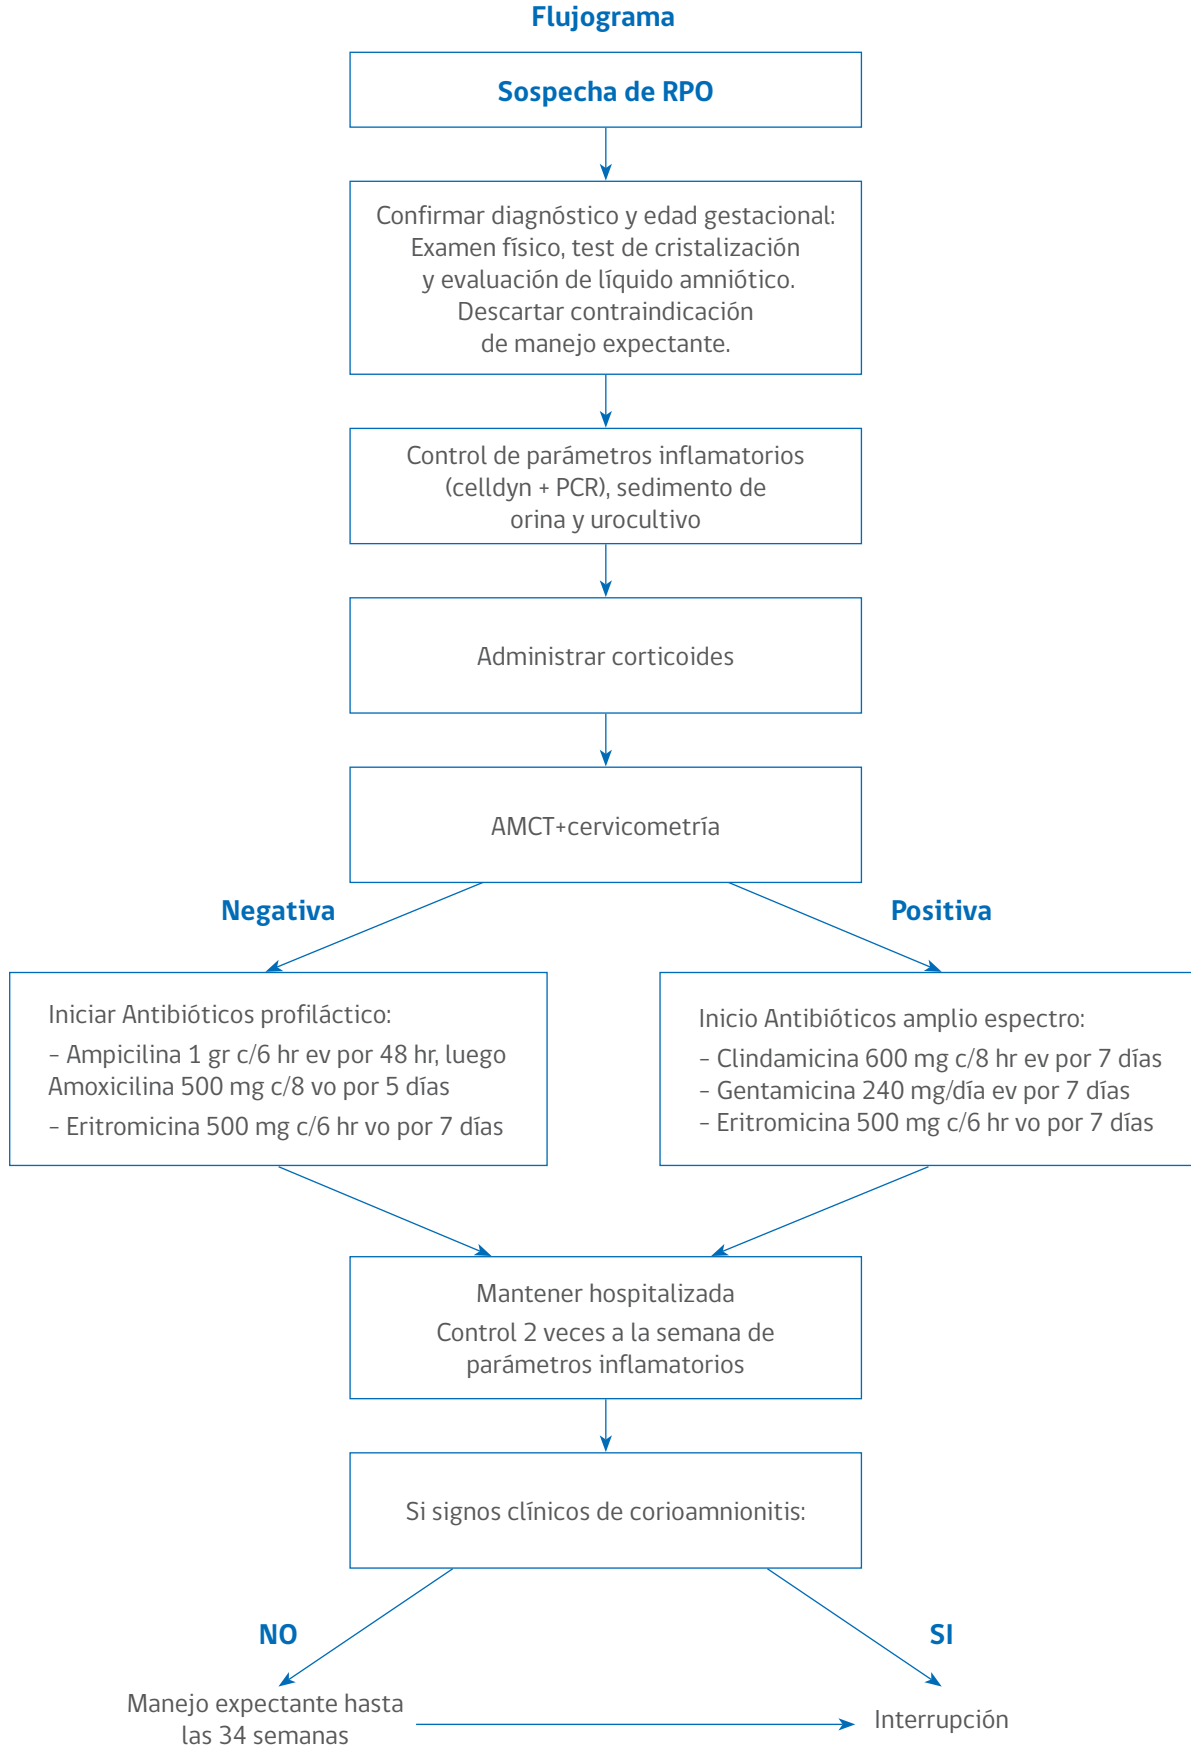 Flujograma
Sospecha de RPO
Confirmar diagnóstico y edad gestacional:
Examen físico, test de cristalización
y evaluación de líquido amniótico.
Descartar contraindicación
de manejo expectante.
Control de parámetros inflamatorios
(celldyn + PCR), sedimento de
orina y urocultivo
Administrar corticoides
AMCT+cervicometría
Negativa
Positiva
Iniciar Antibióticos profiláctico:
– Ampicilina 1 gr c/6 hr ev por 48 hr, luego
Amoxicilina 500 mg c/8 vo por 5 días
– Eritromicina 500 mg c/6 hr vo por 7 días
Inicio Antibióticos amplio espectro:
– Clindamicina 600 mg c/8 hr ev por 7 días
– Gentamicina 240 mg/día ev por 7 días
– Eritromicina 500 mg c/6 hr vo por 7 días
Mantener hospitalizada
Control 2 veces a la semana de
parámetros inflamatorios
Si signos clínicos de corioamnionitis:
NO
SI
Manejo expectante hasta
las 34 semanas
Interrupción